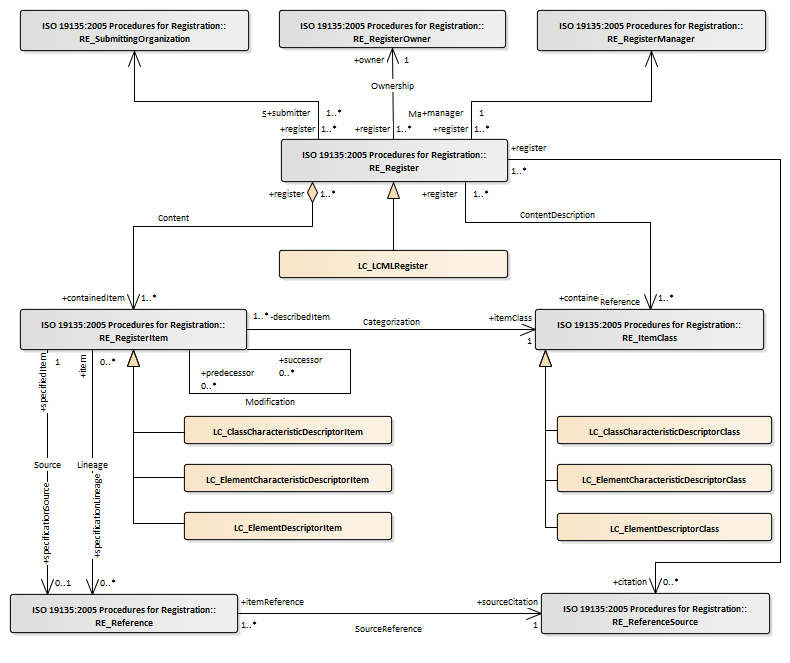 ISO 19135:2005 Procedures for Registration::
RE_SubmittingOrganization
ISO 19135:2005 Procedures for Registration::
RE_RegisterOwner
ISO 19135:2005 Procedures for Registration::
RE_RegisterManager
+owner 1
Ownership
S+submitter 1..*
Ma+manager 1
+register 1..*
+register 1..*
+register 1..*
ISO 19135:2005 Procedures for Registration::
RE_Register
+register
1..*
+register 1..*
+register 1..*
Content
ContentDescription
LC_LCMLRegister
+containedItem 1..*
+containe
Reference
1..*
ISO 19135:2005 Procedures for Registration::
RE_RegisterItem
1..* -describedItem
Categorization
+itemClass
1
ISO 19135:2005 Procedures for Registration::
RE_ItemClass
+specifiedItem
1
+item
0..*
+successor
0..*
+predecessor
0..*
Modification
LC_ClassCharacteristicDescriptorItem
LC_ElementCharacteristicDescriptorItem
LC_ElementDescriptorItem
LC_ClassCharacteristicDescriptorClass
LC_ElementCharacteristicDescriptorClass
LC_ElementDescriptorClass
Source
Lineage
+specificationSource
0..1
+specificationLineage
0..*
+citation 0..*
ISO 19135:2005 Procedures for Registration::
RE_Reference
+itemReference
1..*
SourceReference
+sourceCitation
1
ISO 19135:2005 Procedures for Registration::
RE_ReferenceSource